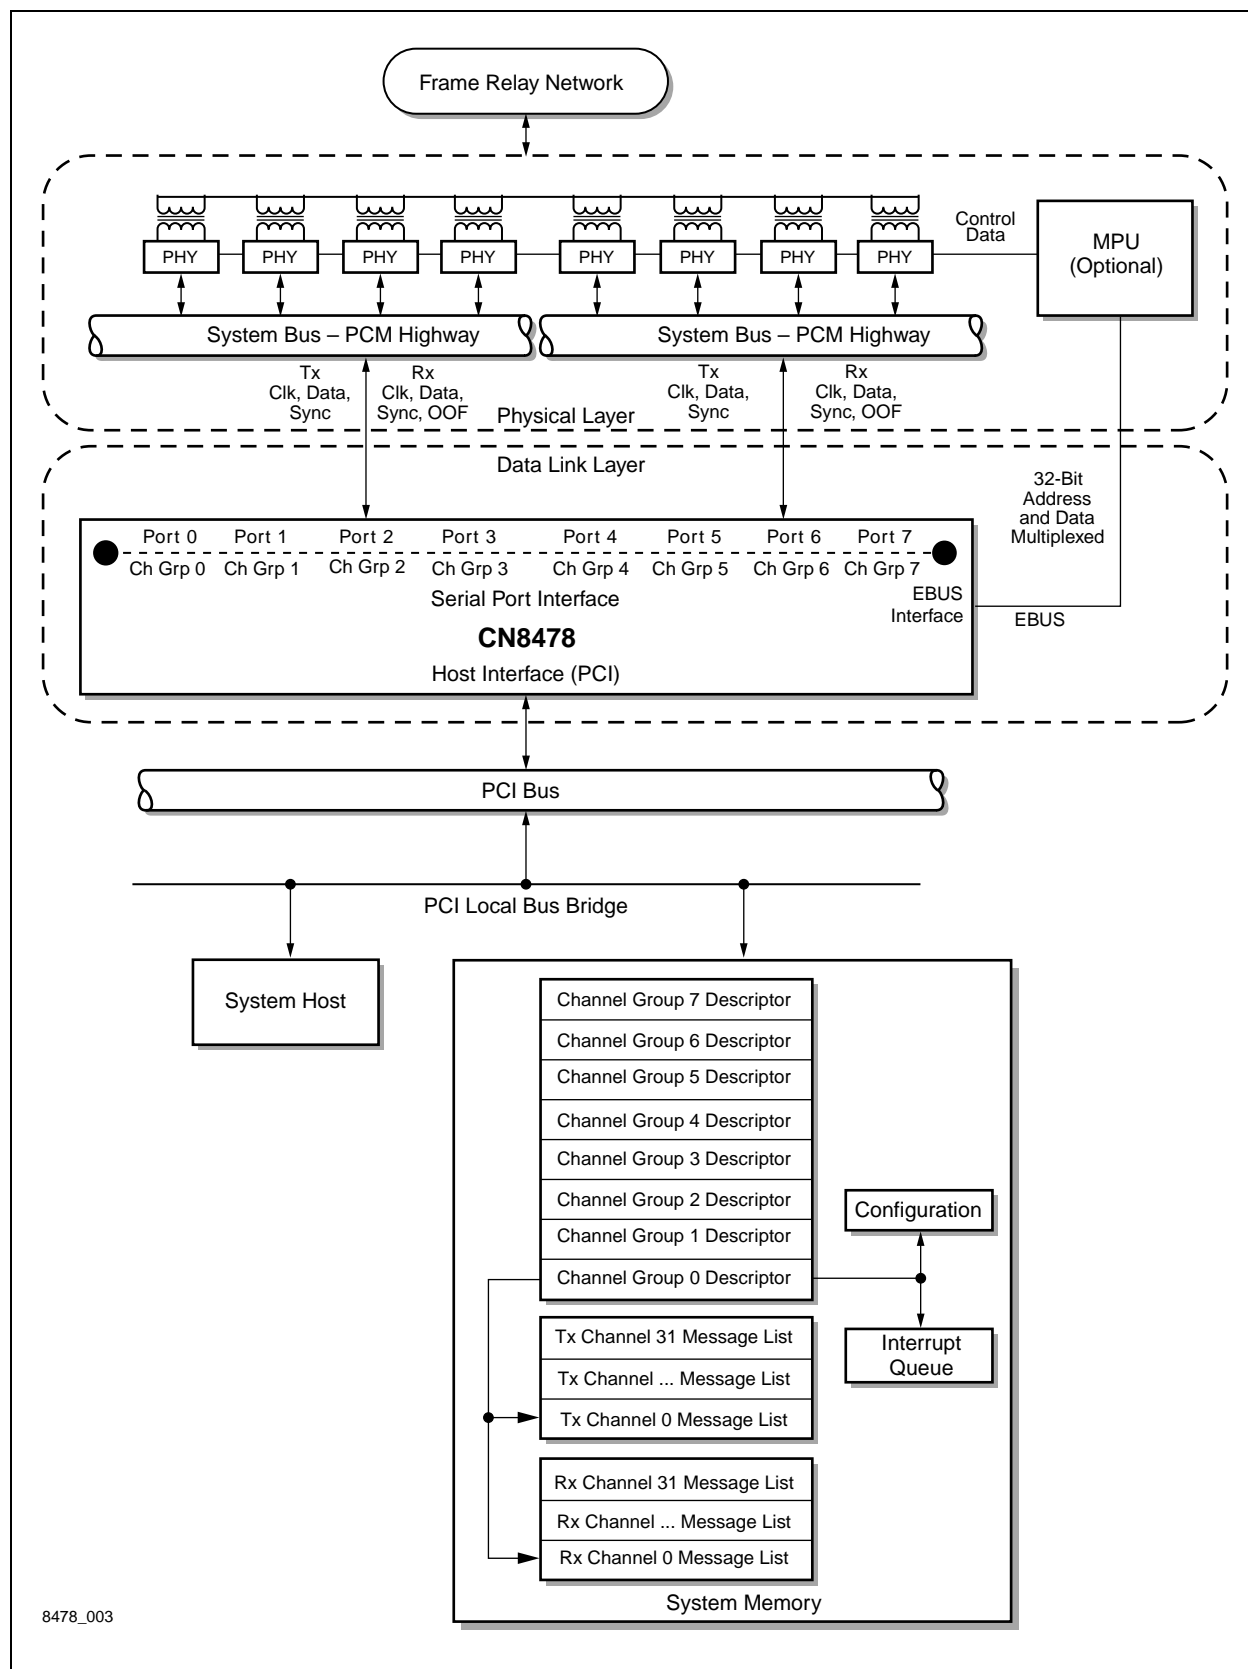 Frame Relay Network
Control
Data
MPU
(Optional)
PHY PHY PHY PHY PHY PHY PHY PHY
System Bus – PCM Highway
System Bus – PCM Highway
Tx
Clk, Data,
Sync
Rx
Clk, Data,
Sync, OOF
Tx
Clk, Data,
Sync
Rx
Clk, Data,
Sync, OOF
Physical Layer
Data Link Layer
32-Bit
Address
and Data
Multiplexed
Port 0 Port 1 Port 2 Port 3 Port 4 Port 5 Port 6 Port 7
Ch Grp 0 Ch Grp 1 Ch Grp 2 Ch Grp 3 Ch Grp 4 Ch Grp 5 Ch Grp 6 Ch Grp 7
Serial Port Interface
EBUS
Interface
EBUS
CN8478
Host Interface (PCI)
PCI Bus
PCI Local Bus Bridge
System Host
Channel Group 7 Descriptor
Channel Group 6 Descriptor
Channel Group 5 Descriptor
Channel Group 4 Descriptor
Channel Group 3 Descriptor
Channel Group 2 Descriptor
Channel Group 1 Descriptor
Channel Group 0 Descriptor
Configuration
Interrupt
Queue
Tx Channel 31 Message List
Tx Channel ... Message List
Tx Channel 0 Message List
Rx Channel 31 Message List
Rx Channel ... Message List
Rx Channel 0 Message List
System Memory
8478_003